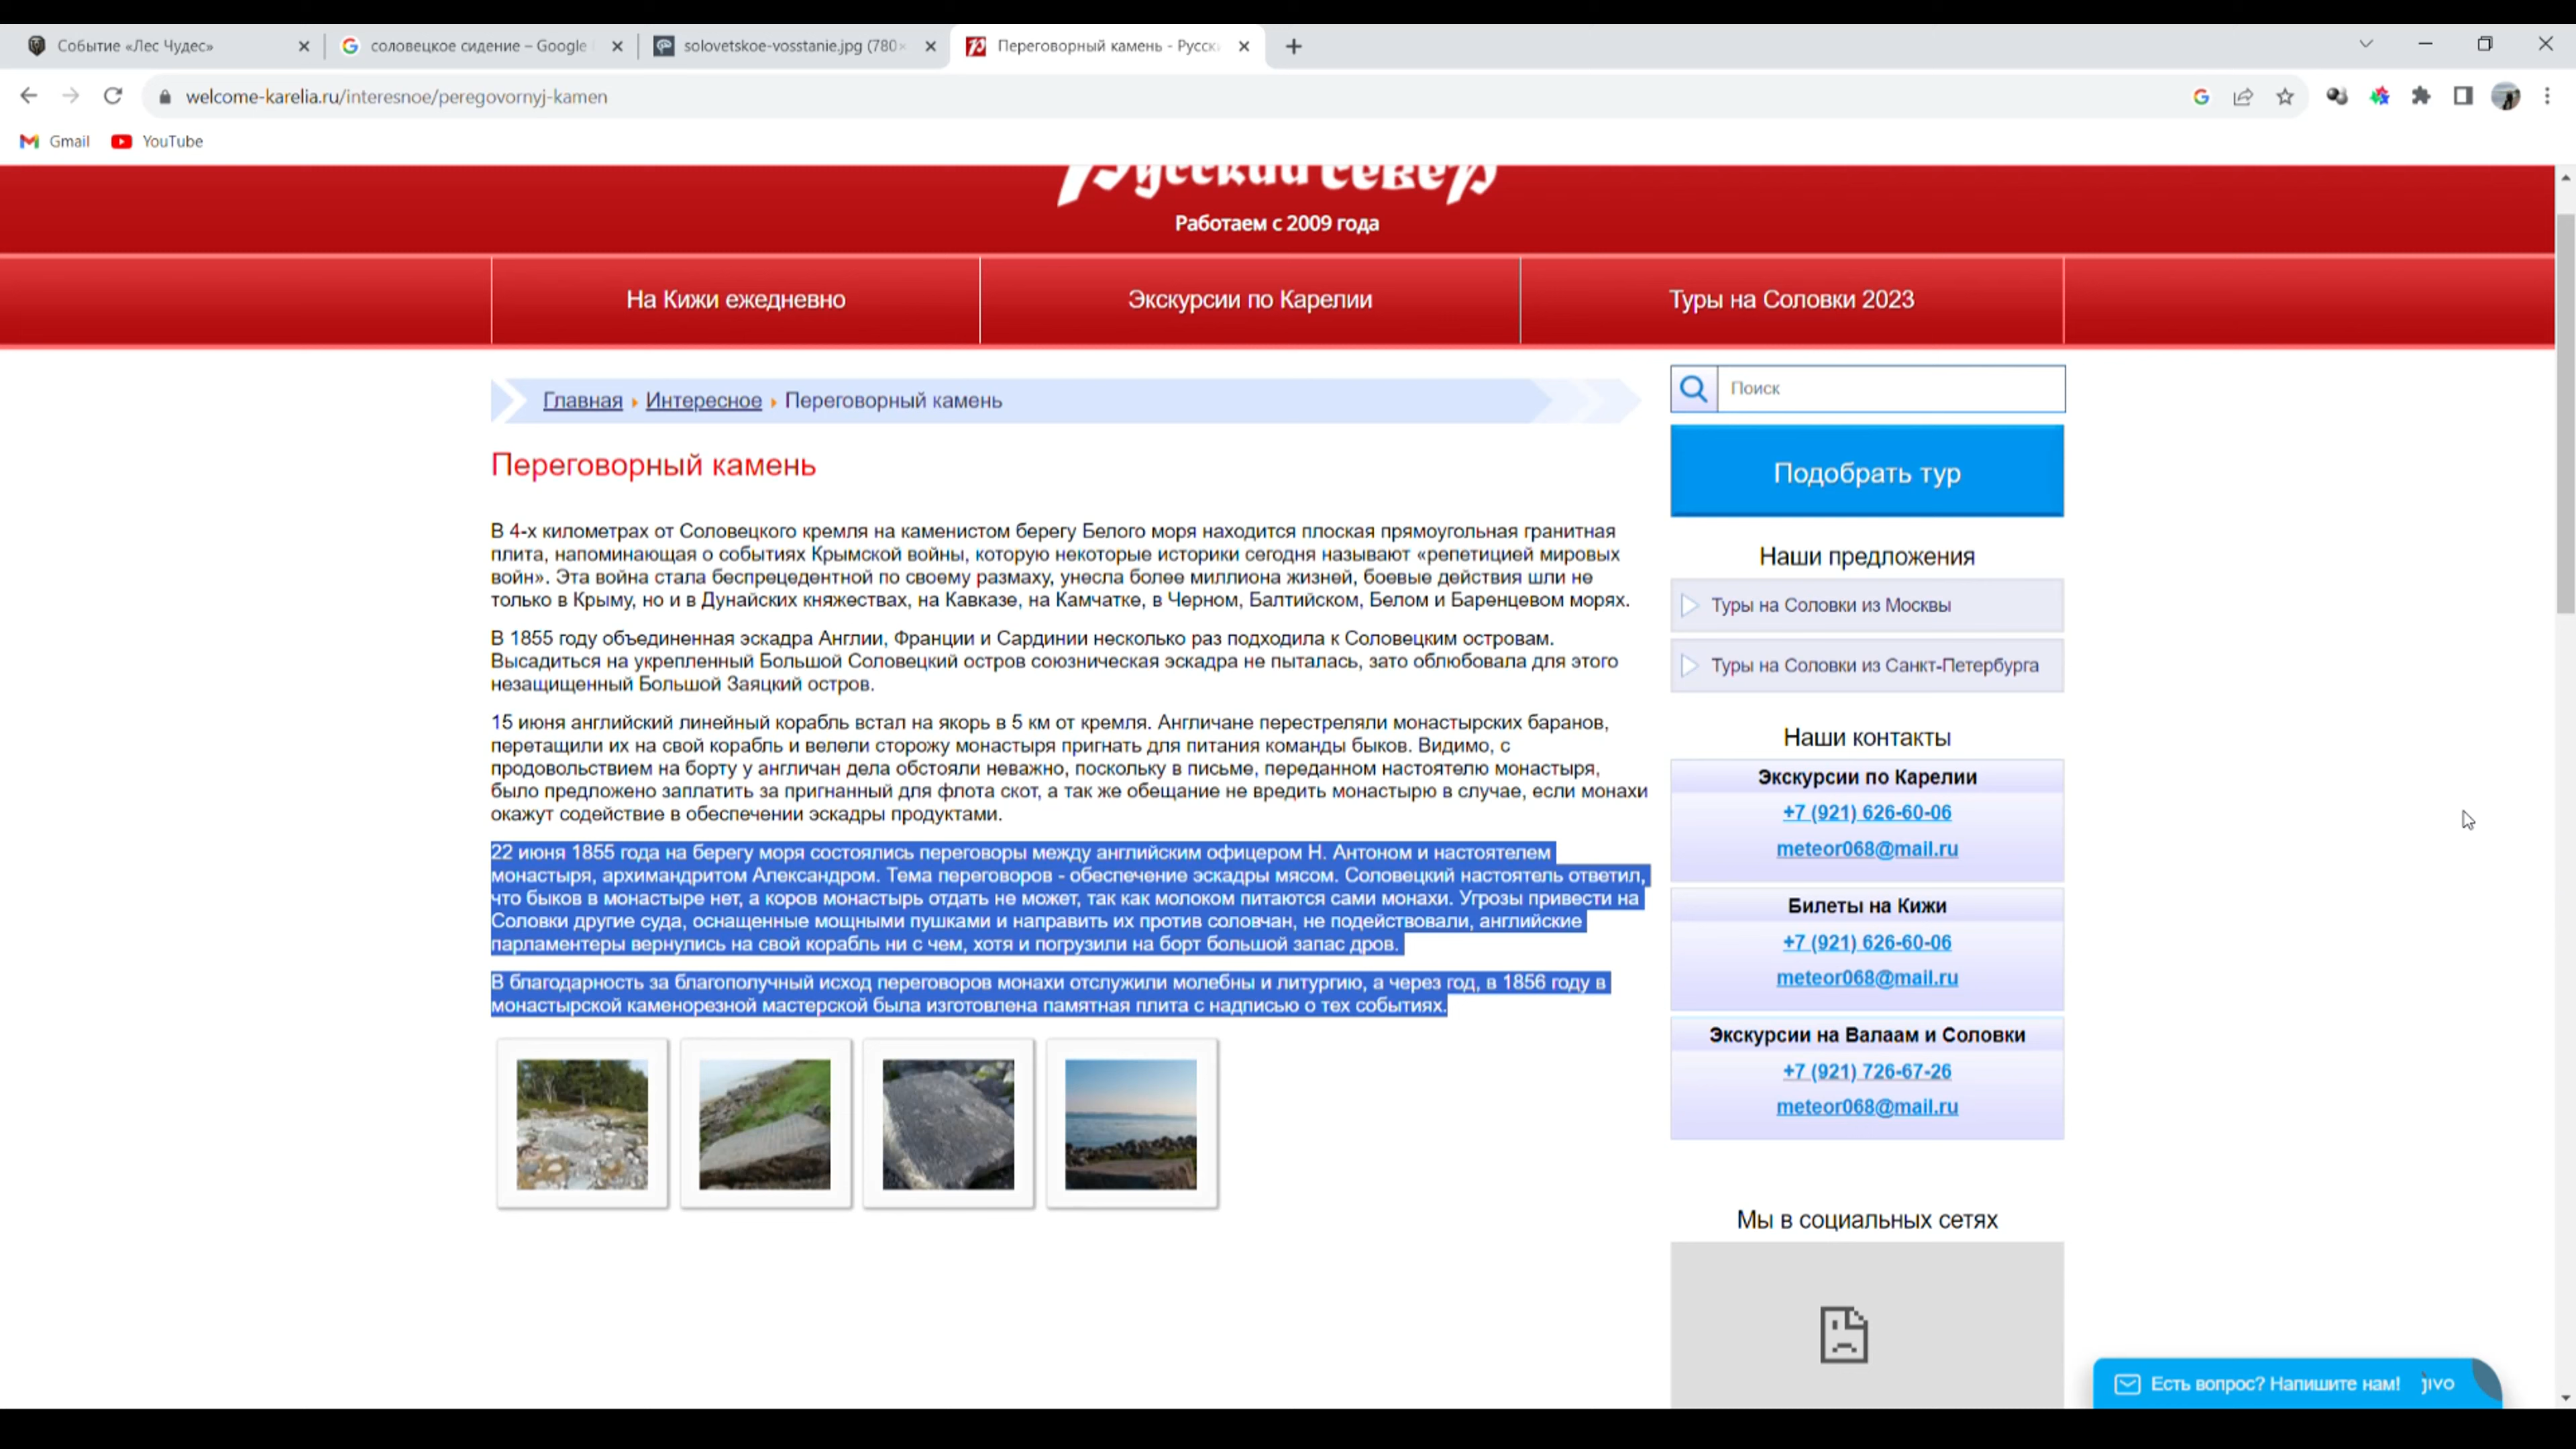 Событие «Лес Чудес»
соловецкое сидение – Google
solovetskoe-vosstanie.jpg (780×
Переговорный камень - Русски
welcome-karelia.ru/interesnoe/peregovornyj-kamen
Gmail
YouTube
Русский север
Работаем с 2009 года
На Кижи ежедневно
Экскурсии по Карелии
Туры на Соловки 2023
Главная
Интересное
Переговорный камень
Переговорный камень
В 4-х километрах от Соловецкого кремля на каменистом берегу Белого моря находится плоская прямоугольная гранитная
плита, напоминающая о событиях Крымской войны, которую некоторые историки сегодня называют «репетицией мировых
войн». Эта война стала беспрецедентной по своему размаху, унесла более миллиона жизней, боевые действия шли не
только в Крыму, но и в Дунайских княжествах, на Кавказе, на Камчатке, в Черном, Балтийском, Белом и Баренцевом морях.
В 1855 году объединенная эскадра Англии, Франции и Сардинии несколько раз подходила к Соловецким островам.
Высадиться на укрепленный Большой Соловецкий остров союзническая эскадра не пыталась, зато облюбовала для этого
незащищенный Большой Заяцкий остров.
15 июня английский линейный корабль встал на якорь в 5 км от кремля. Англичане перестреляли монастырских баранов,
перетащили их на свой корабль и велели сторожу монастыря пригнать для питания команды быков. Видимо, с
продовольствием на борту у англичан дела обстояли неважно, поскольку в письме, переданном настоятелю монастыря,
было предложено заплатить за пригнанный для флота скот, а так же обещание не вредить монастырю в случае, если монахи
окажут содействие в обеспечении эскадры продуктами.
22 июня 1855 года на берегу моря состоялись переговоры между английским офицером Н. Антоном и настоятелем
монастыря, архимандритом Александром. Тема переговоров - обеспечение эскадры мясом. Соловецкий настоятель ответил,
что быков в монастыре нет, а коров монастырь отдать не может, так как молоком питаются сами монахи. Угрозы привести на
Соловки другие суда, оснащенные мощными пушками и направить их против соловчан, не подействовали, английские
парламентеры вернулись на свой корабль ни с чем, хотя и погрузили на борт большой запас дров.
В благодарность за благополучный исход переговоров монахи отслужили молебны и литургию, а через год, в 1856 году в
монастырской каменорезной мастерской была изготовлена памятная плита с надписью о тех событиях.
Поиск
Подобрать тур
Наши предложения
Туры на Соловки из Москвы
Туры на Соловки из Санкт-Петербурга
Наши контакты
Экскурсии по Карелии
+7 (921) 626-60-06
meteor068@mail.ru
Билеты на Кижи
+7 (921) 626-60-06
meteor068@mail.ru
Экскурсии на Валаам и Соловки
+7 (921) 726-67-26
meteor068@mail.ru
Мы в социальных сетях
Есть вопрос? Напишите нам! jivo